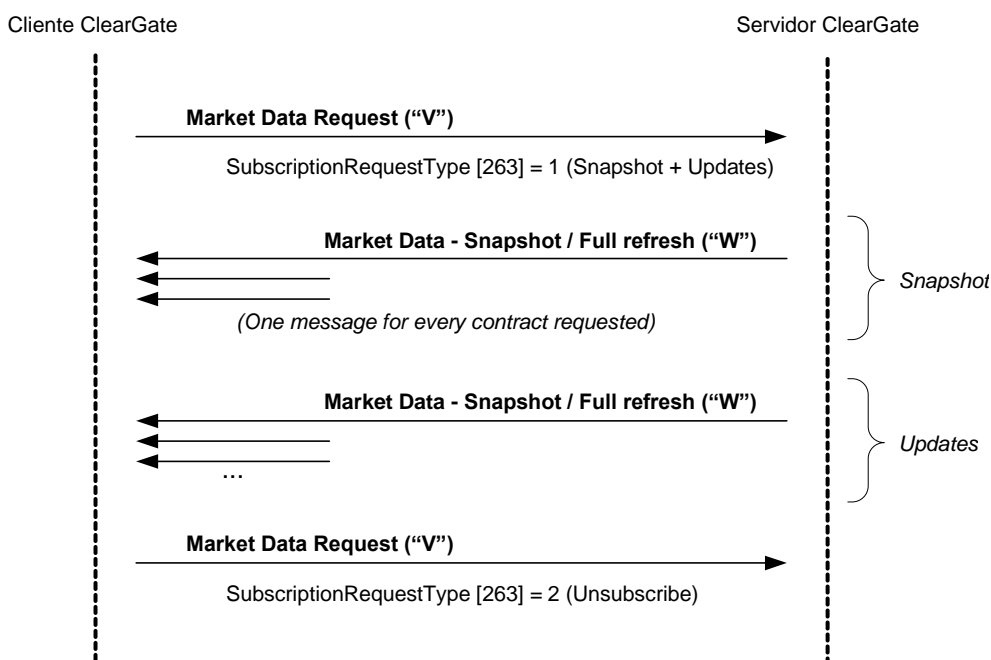 Cliente ClearGate
Servidor ClearGate
Market Data Request (“V”)
SubscriptionRequestType [263] = 1 (Snapshot + Updates)
Market Data - Snapshot / Full refresh (“W”)
Snapshot
(One message for every contract requested)
Market Data - Snapshot / Full refresh (“W”)
Updates
...
Market Data Request (“V”)
SubscriptionRequestType [263] = 2 (Unsubscribe)